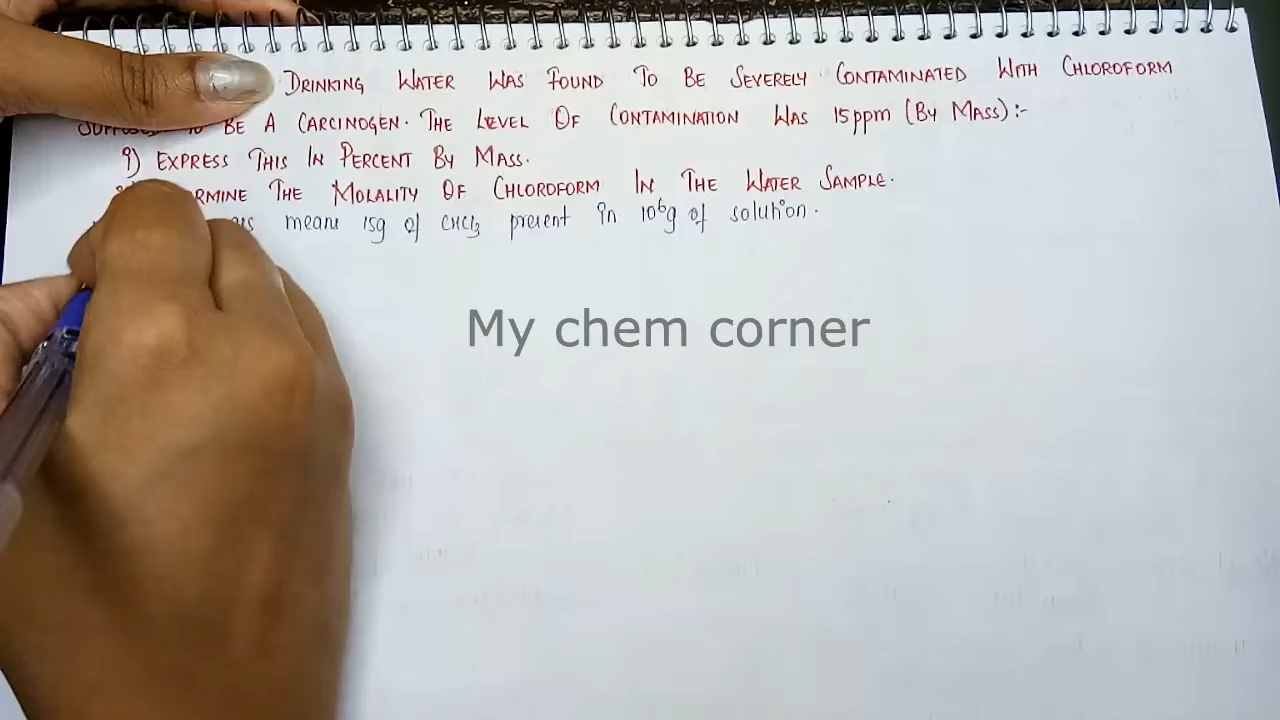 DRINKING WATER WAS FOUND TO BE SEVERELY CONTAMINATED WITH CHLOROFORM
BE A CARCINOGEN. THE LEVEL OF CONTAMINATION WAS 15ppm (BY MASS):-
i) EXPRESS THIS IN PERCENT BY MASS.
RMINE THE MOLALITY OF CHLOROFORM IN THE WATER SAMPLE.
means 15g of CHCl3 present in 10⁶g of solution.
My chem corner